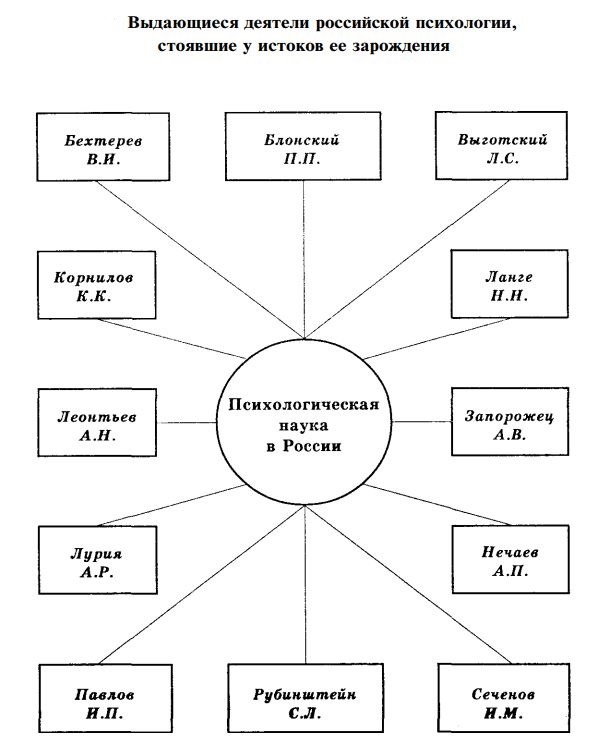 Выдающиеся деятели российской психологии,
стоявшие у истоков ее зарождения
Бехтерев
В.И.
Блонский
П.П.
Выготский
Л.С.
Корнилов
К.К.
Ланге
Н.Н.
Психологическая
наука
в России
Леонтьев
А.Н.
Запорожец
А.В.
Лурия
А.Р.
Нечаев
А.П.
Павлов
И.П.
Рубинштейн
С.Л.
Сеченов
И.М.